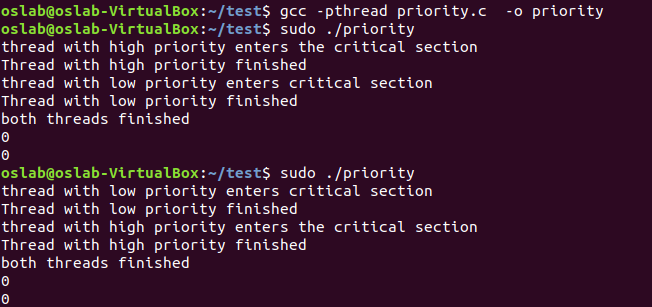 oslab@oslab-VirtualBox:~/test$ gcc -pthread priority.c  -o priority
oslab@oslab-VirtualBox:~/test$ sudo ./priority
thread with high priority enters the critical section
Thread with high priority finished
thread with low priority enters critical section
Thread with low priority finished
both threads finished
0
0
oslab@oslab-VirtualBox:~/test$ sudo ./priority
thread with low priority enters critical section
Thread with low priority finished
thread with high priority enters the critical section
Thread with high priority finished
both threads finished
0
0